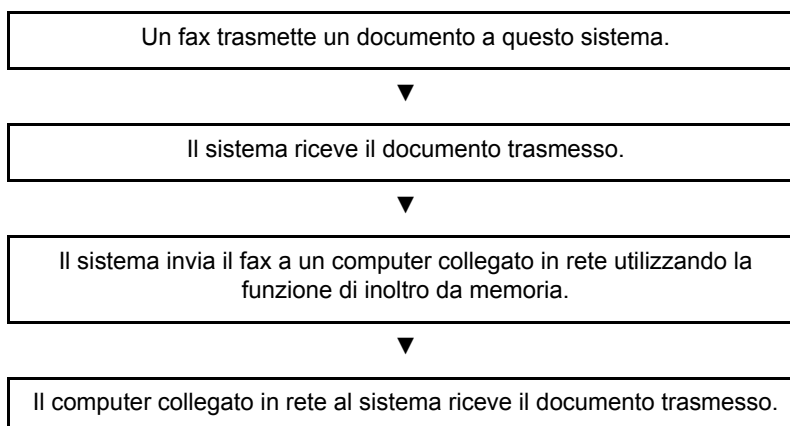 Un fax trasmette un documento a questo sistema.
▼
Il sistema riceve il documento trasmesso.
▼
Il sistema invia il fax a un computer collegato in rete utilizzando la
funzione di inoltro da memoria.
▼
Il computer collegato in rete al sistema riceve il documento trasmesso.